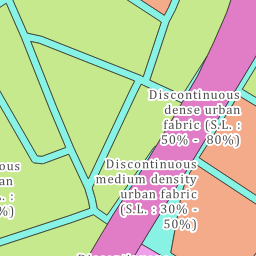 Discontinuous
dense urban
fabric (S.L. :
50% - 80%)
Discontinuous
medium density
urban fabric
(S.L. : 30% -
50%)